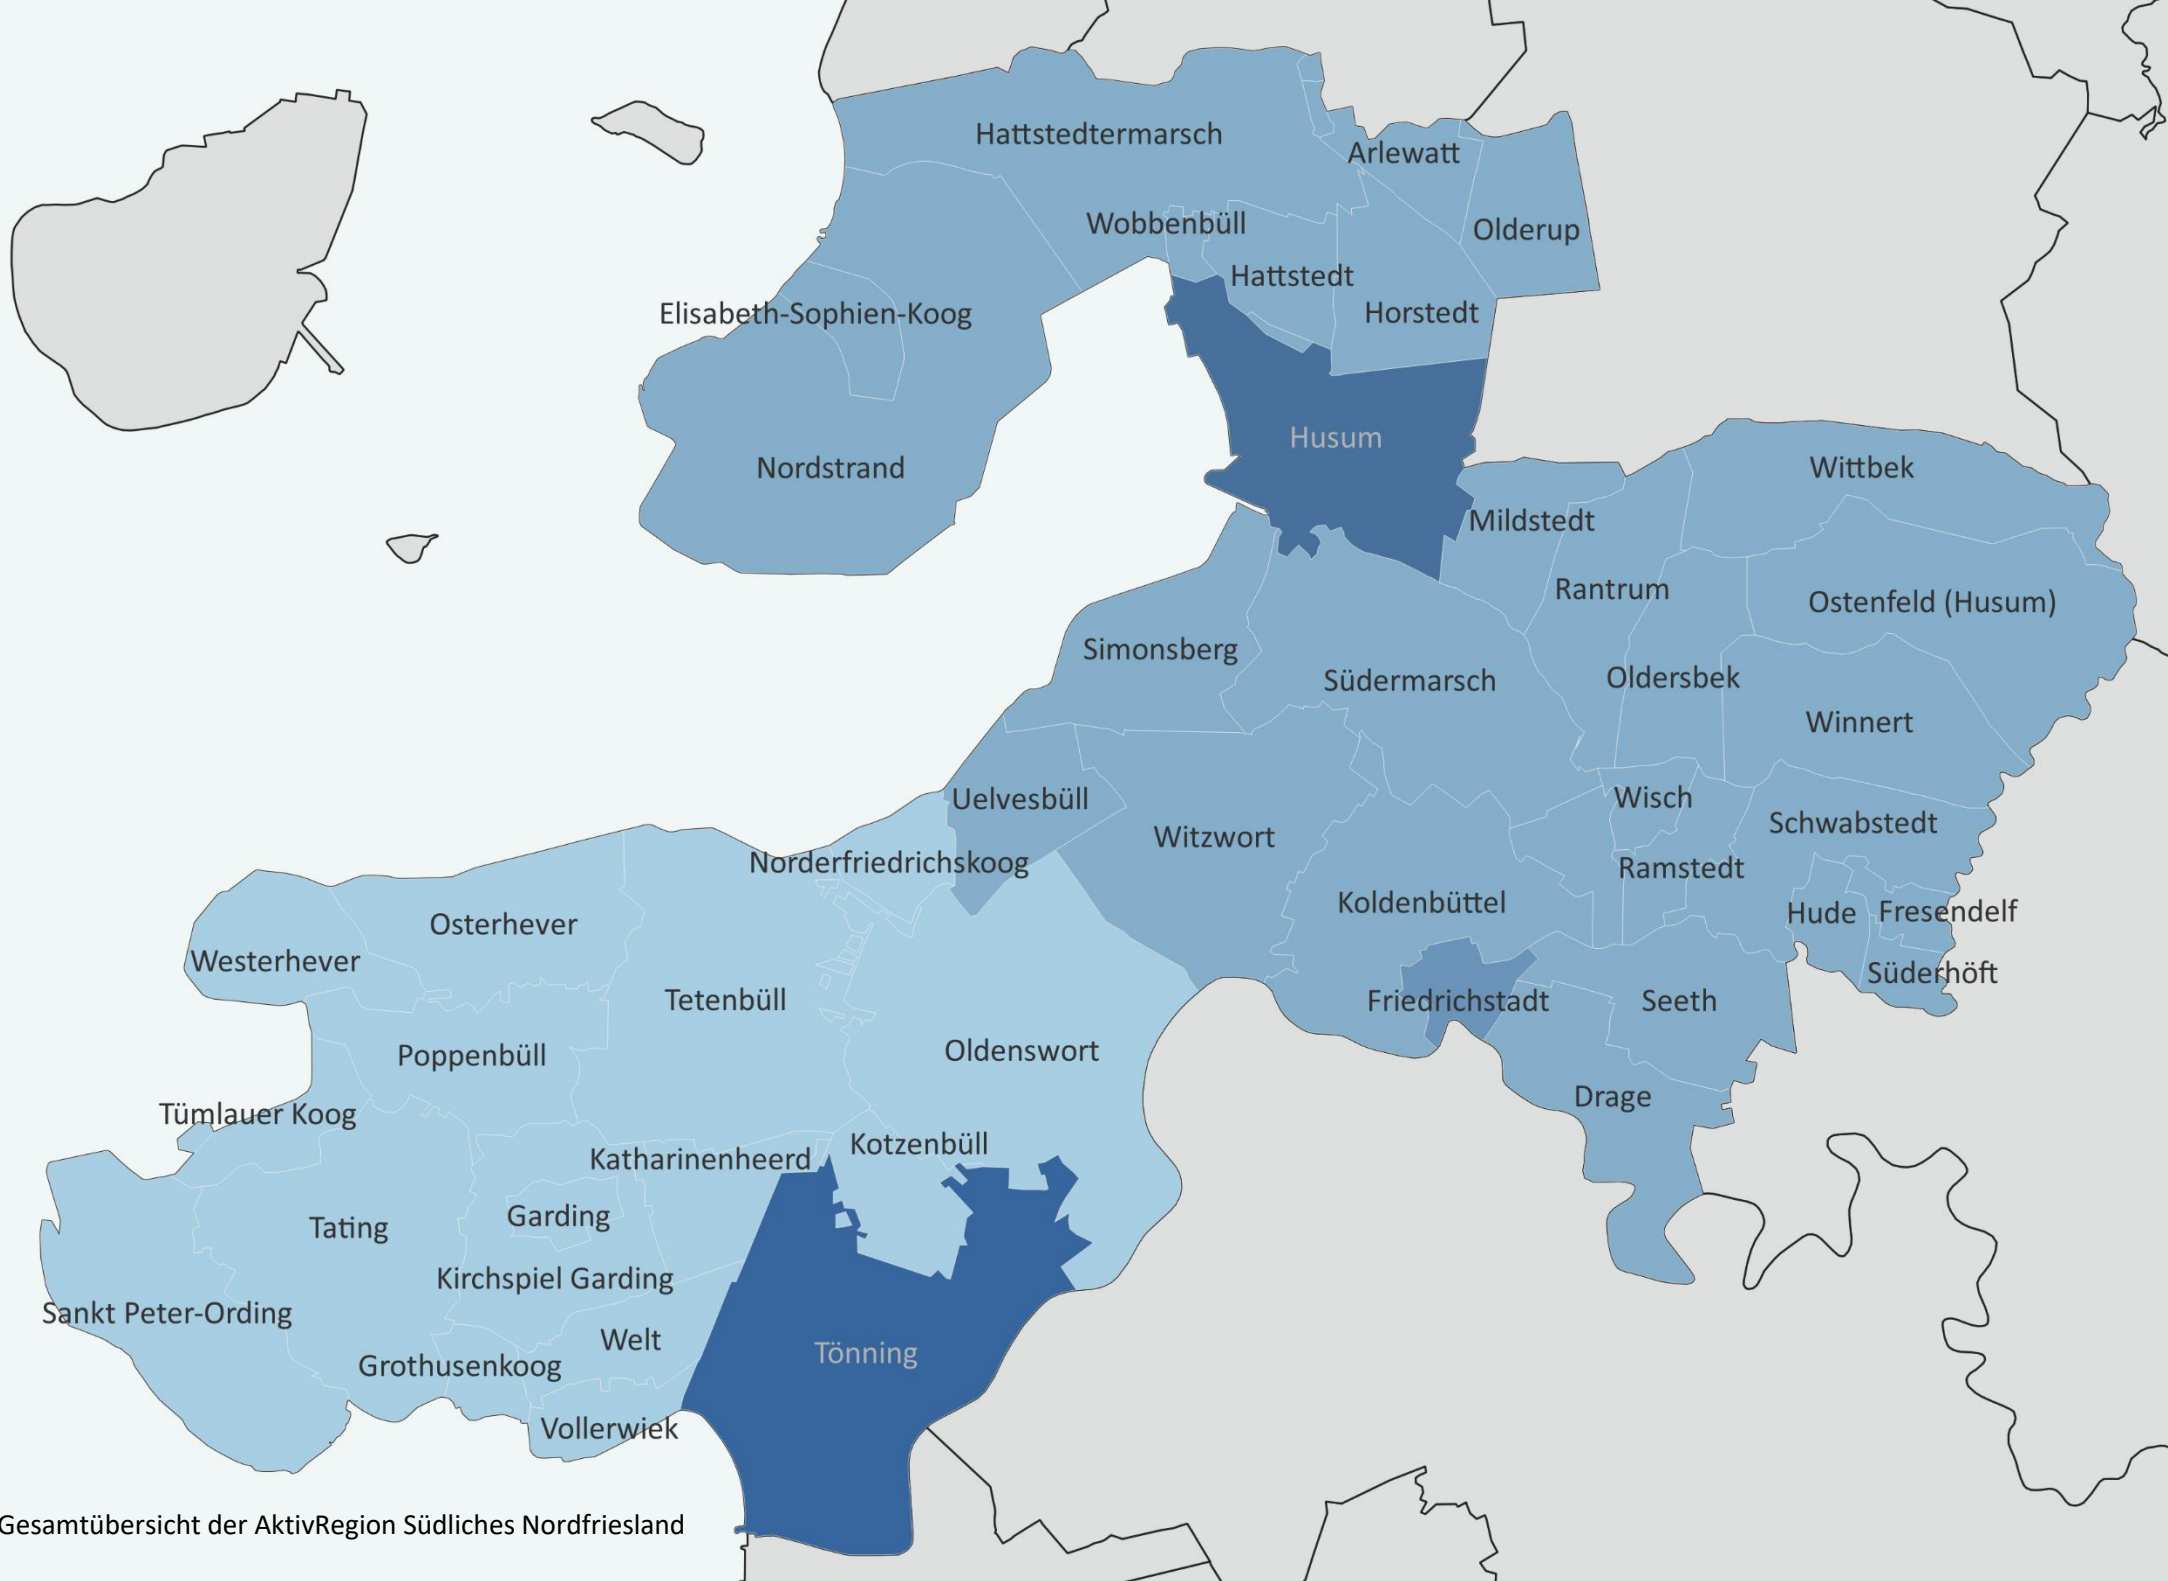 Hattstedtermarsch
Arlewatt
Wobbenbüll
Olderup
Hattstedt
Elisabeth-Sophien-Koog
Horstedt
Husum
Nordstrand
Wittbek
Mildstedt
Rantrum
Ostenfeld (Husum)
Simonsberg
Südermarsch
Oldersbek
Winnert
Uelvesbüll
Wisch
Witzwort
Schwabstedt
Norderfriedrichskoog
Ramstedt
Koldenbüttel
Hude
Fresendelf
Osterhever
Westerhever
Süderhöft
Tetenbüll
Friedrichstadt
Seeth
Oldenswort
Poppenbüll
Drage
Tümlauer Koog
Kotzenbüll
Katharinenheerd
Garding
Tating
Kirchspiel Garding
Sankt Peter-Ording
Welt
Tönning
Grothusenkoog
Vollerwiek
Gesamtübersicht der AktivRegion Südliches Nordfriesland